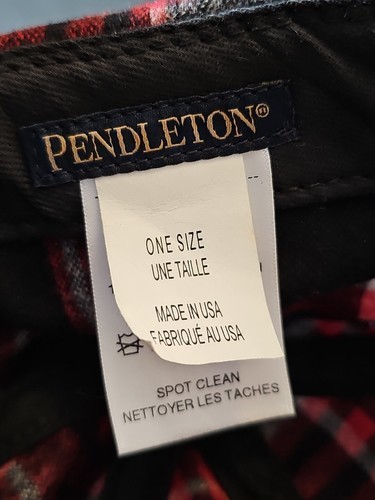 PENDLETON®
ONE SIZE
UNE TAILLE
MADE IN USA
FABRIQUÉ AU USA
SPOT CLEAN
NETTOYER LES TACHES